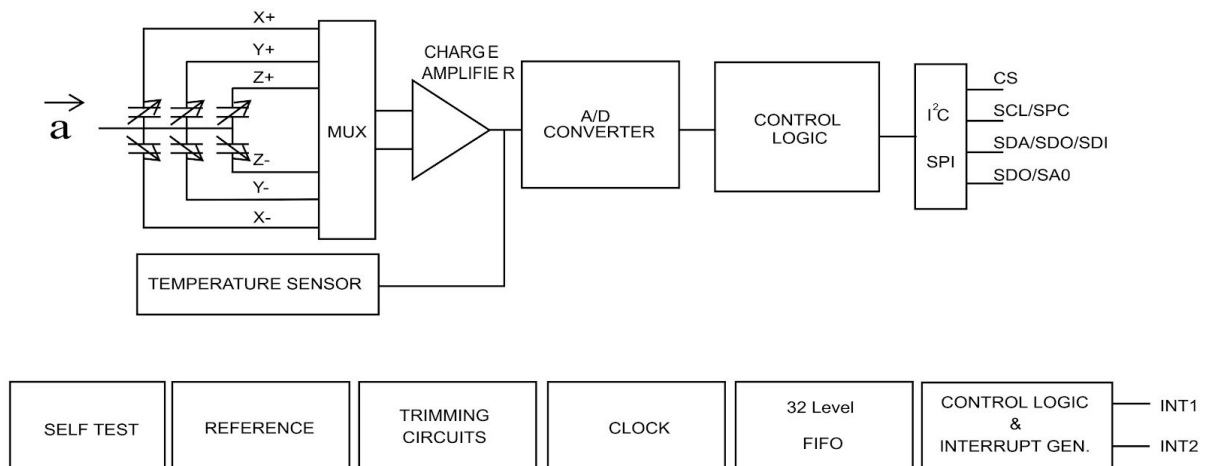 X+
Y+
Z+
CHARGE
AMPLIFIER
a
MUX
A/D
CONVERTER
CONTROL
LOGIC
I²C
SPI
CS
SCL/SPC
SDA/SDO/SDI
SDO/SA0
Z-
Y-
X-
TEMPERATURE SENSOR
SELF TEST
REFERENCE
TRIMMING
CIRCUITS
CLOCK
32 Level
FIFO
CONTROL LOGIC
&
INTERRUPT GEN.
INT1
INT2